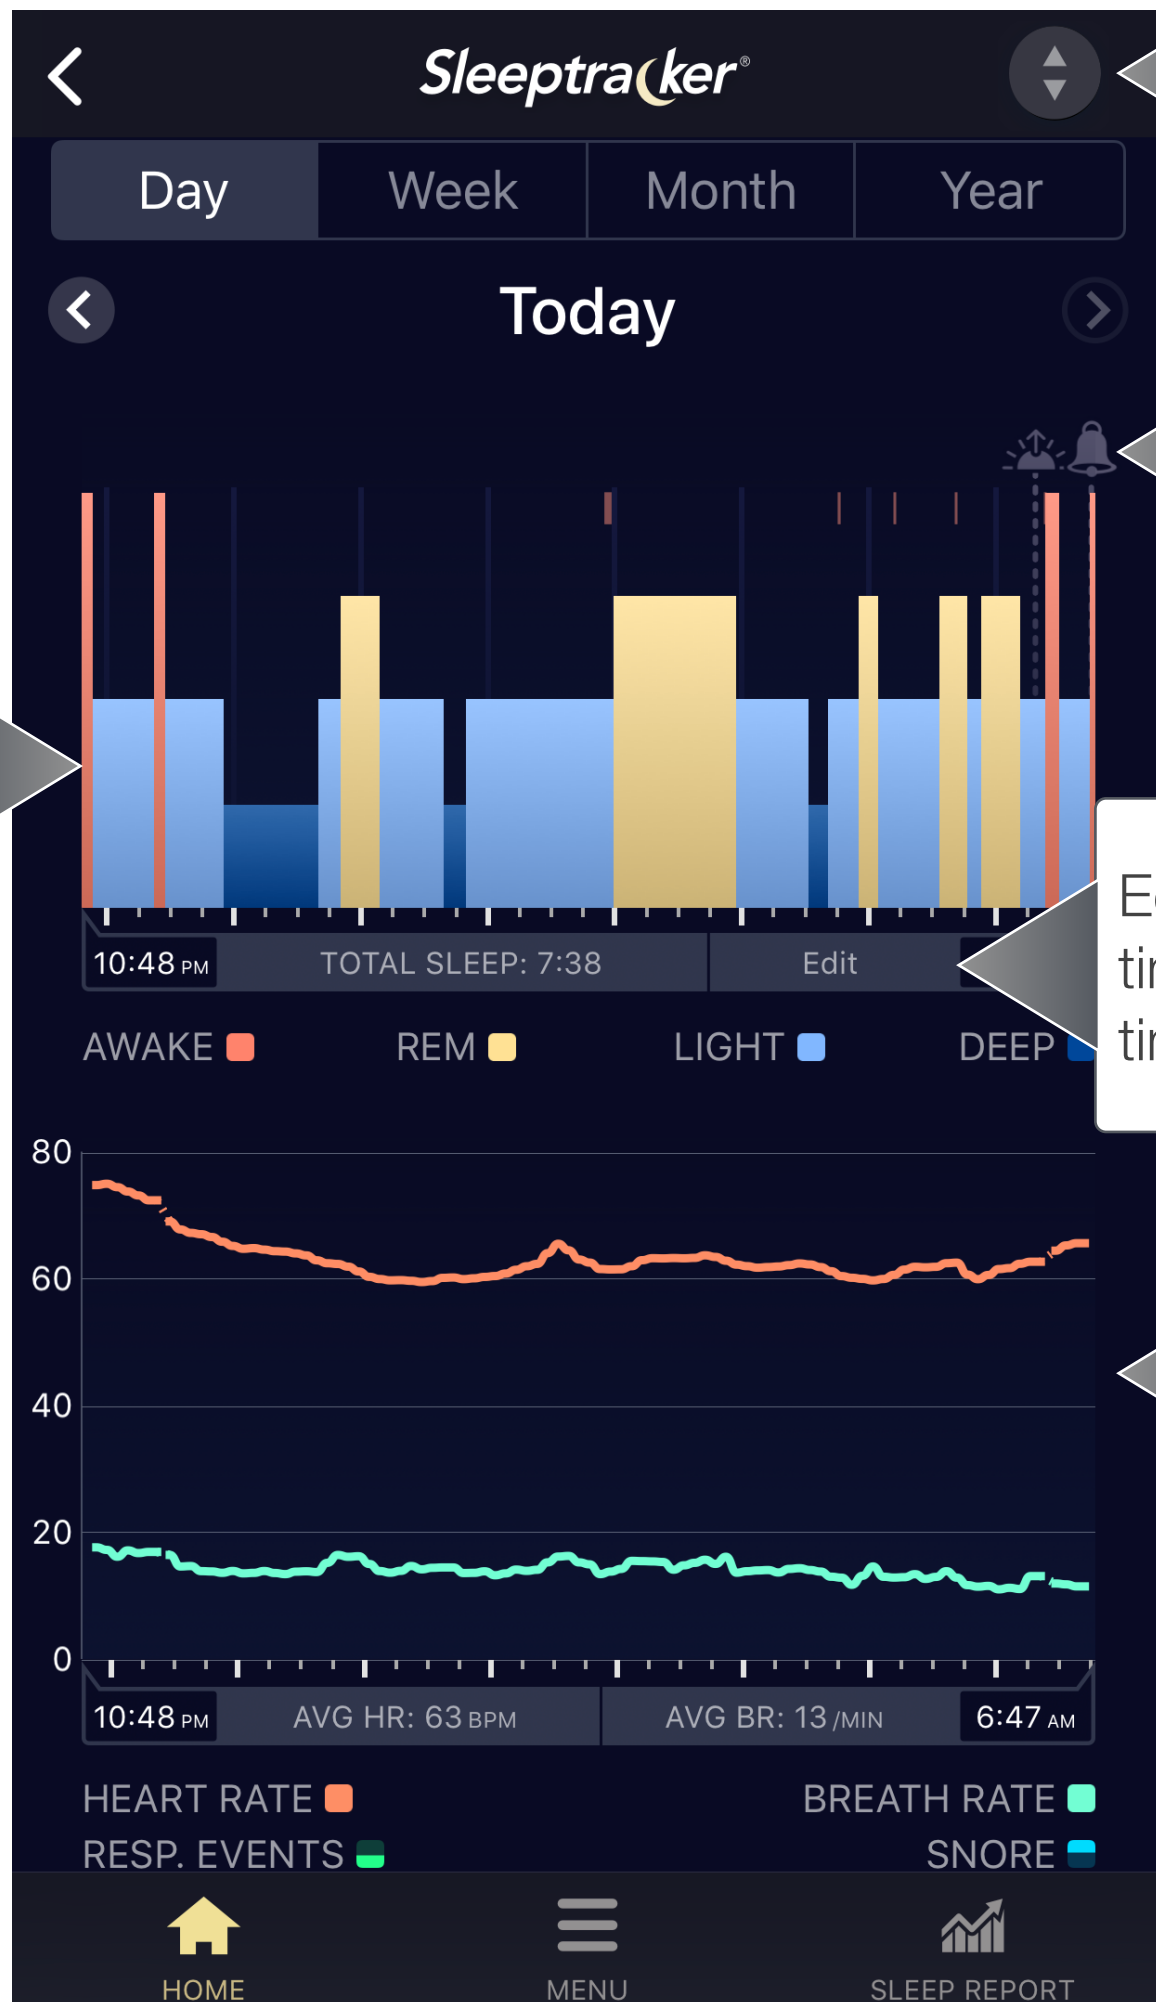 Sleeptracker®
Day Week Month Year
Today
10:48 PM TOTAL SLEEP: 7:38 Edit
AWAKE REM LIGHT DEEP
80
60
40
20
0
10:48 PM AVG HR: 63 BPM AVG BR: 13 /MIN 6:47 AM
HEART RATE BREATH RATE
RESP. EVENTS SNORE
HOME MENU SLEEP REPORT